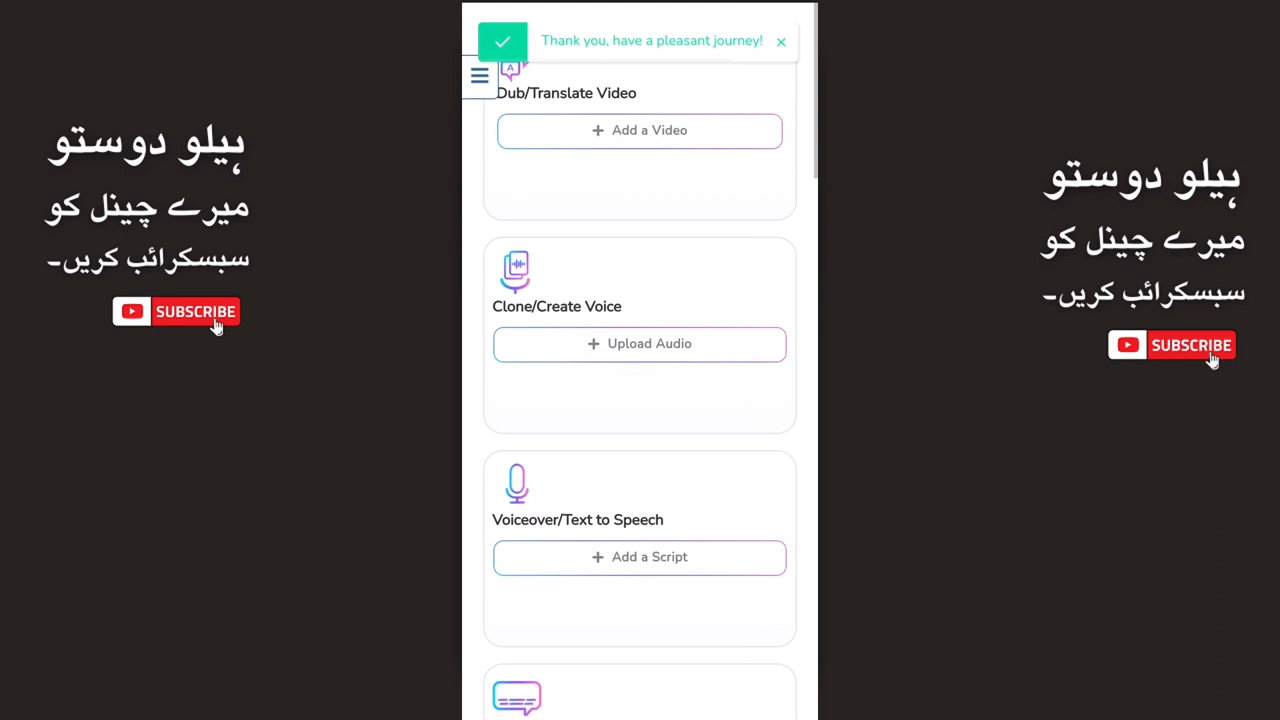 Thank you, have a pleasant journey!
A
Dub/Translate Video
Add a Video
Clone/Create Voice
Upload Audio
Voiceover/Text to Speech
Add a Script
ہیلو دوستو
میرے چینل کو
سبسکرائب کریں۔
SUBSCRIBE
ہیلو دوستو
میرے چینل کو
سبسکرائب کریں۔
SUBSCRIBE